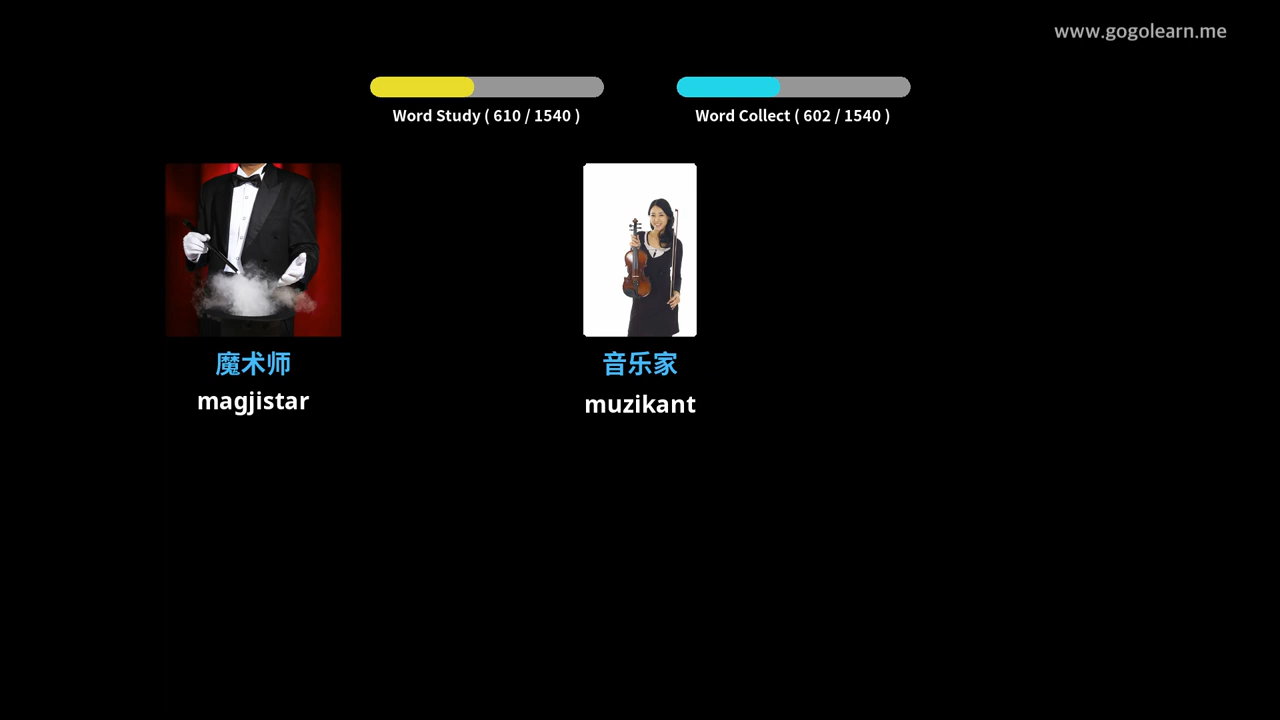 www.gogolearn.me
Word Study ( 610 / 1540 )
Word Collect ( 602 / 1540 )
魔术师
magjistar
音乐家
muzikant